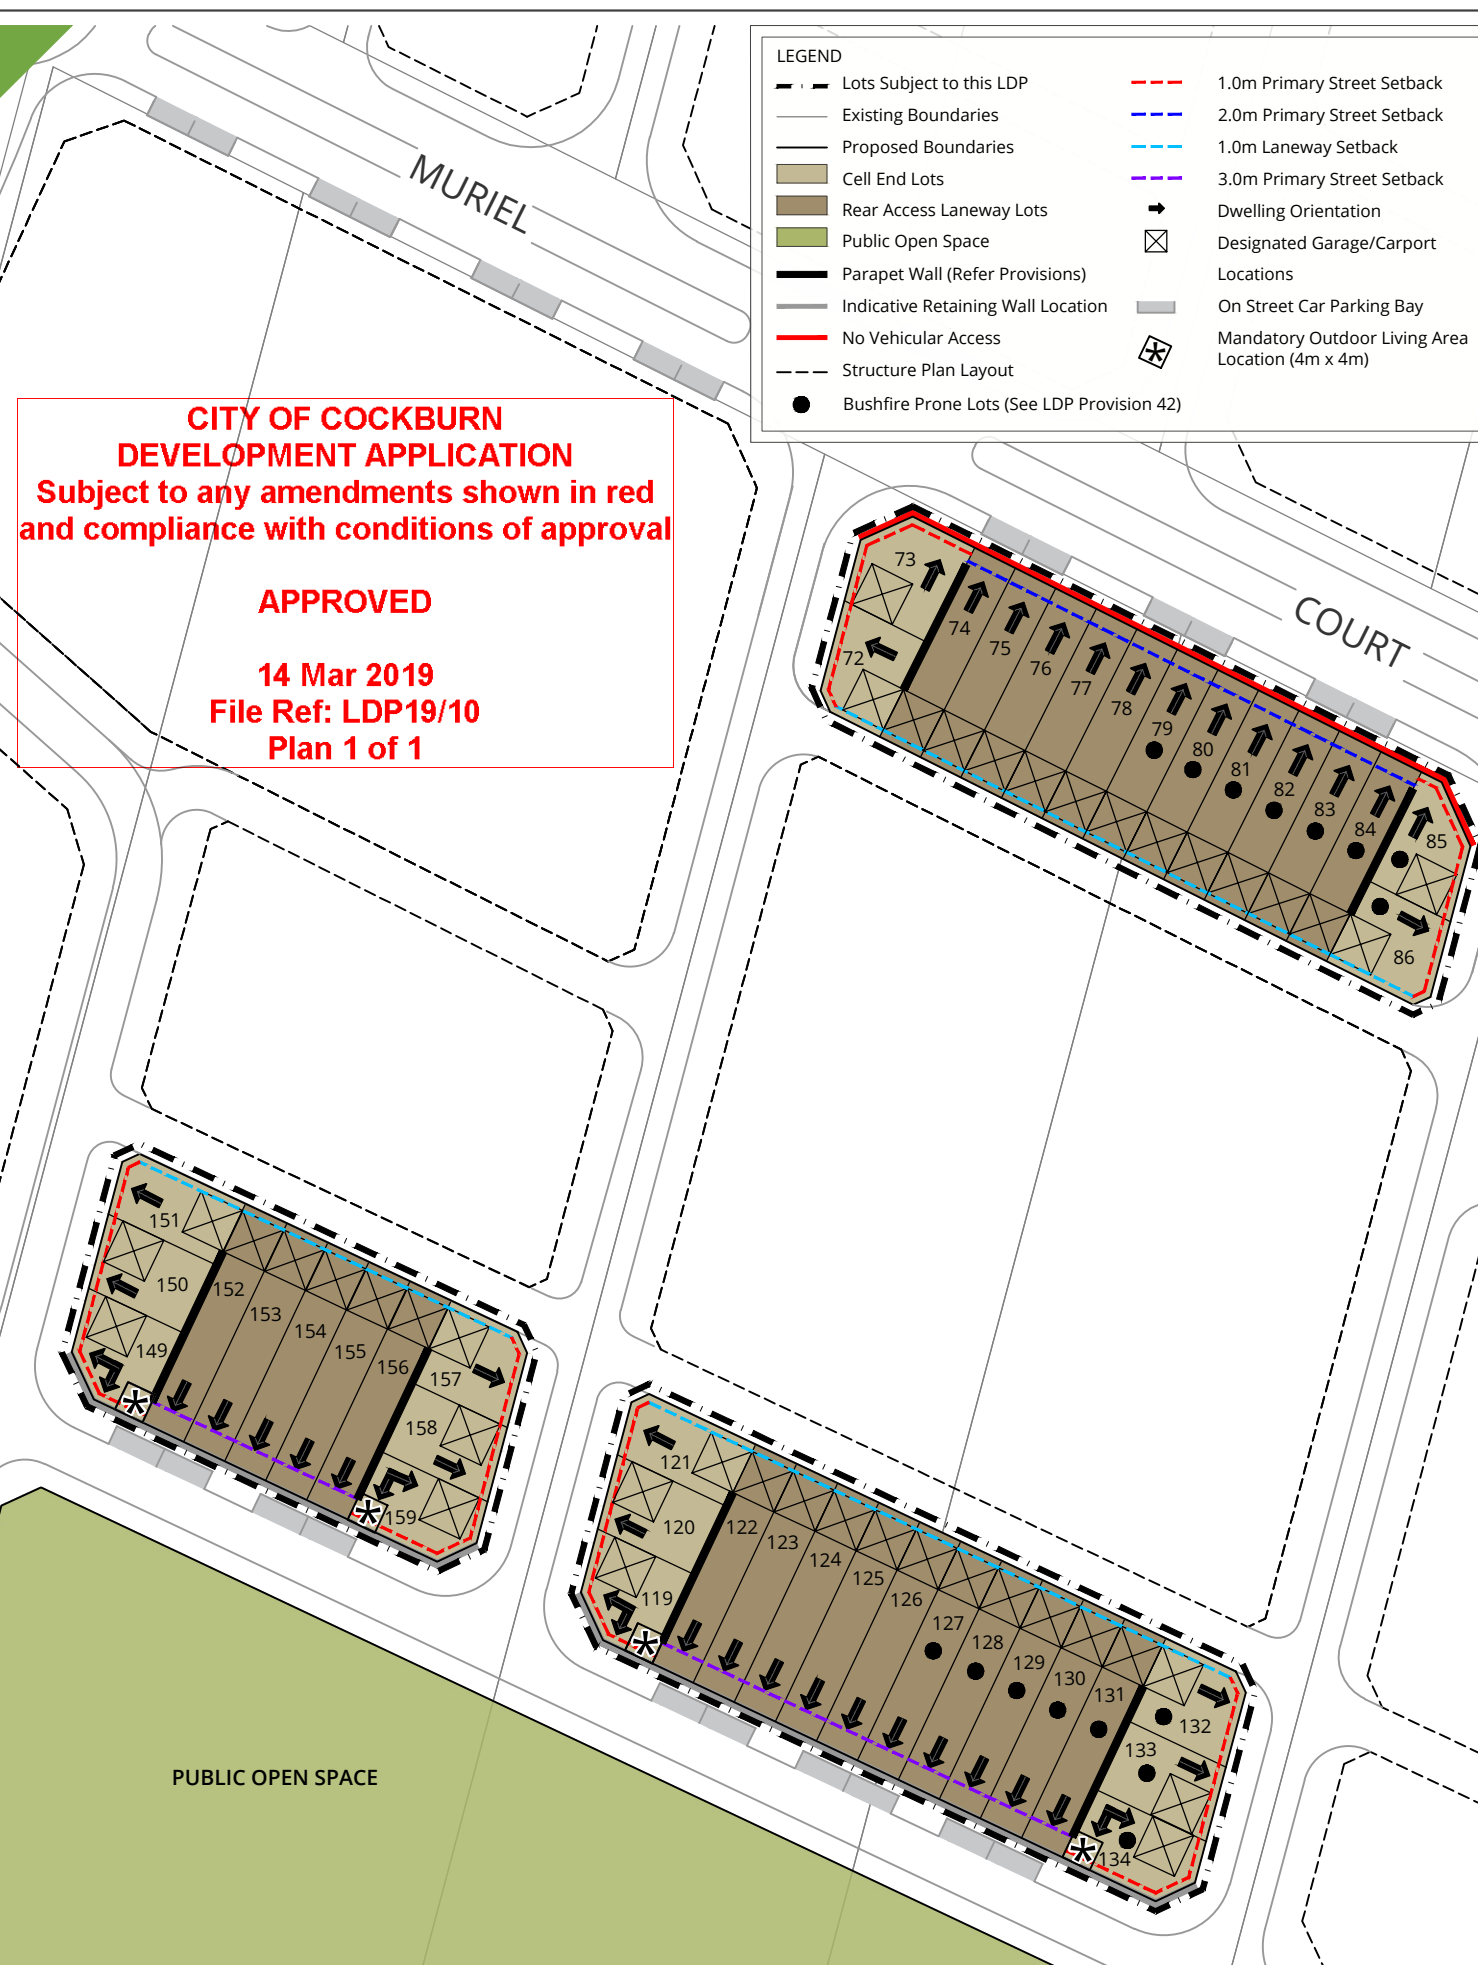 LEGEND
Lots Subject to this LDP
Existing Boundaries
Proposed Boundaries
Cell End Lots
Rear Access Laneway Lots
Public Open Space
Parapet Wall (Refer Provisions)
Indicative Retaining Wall Location
No Vehicular Access
Structure Plan Layout
Bushfire Prone Lots (See LDP Provision 42)
1.0m Primary Street Setback
2.0m Primary Street Setback
1.0m Laneway Setback
3.0m Primary Street Setback
Dwelling Orientation
Designated Garage/Carport
Locations
On Street Car Parking Bay
Mandatory Outdoor Living Area
Location (4m x 4m)
MURIEL
COURT
CITY OF COCKBURN
DEVELOPMENT APPLICATION
Subject to any amendments shown in red
and compliance with conditions of approval
APPROVED
14 Mar 2019
File Ref: LDP19/10
Plan 1 of 1
73
72
74
75
76
77
78
79
80
81
82
83
84
85
86
151
150
149
152
153
154
155
156
157
158
159
121
120
119
122
123
124
125
126
127
128
129
130
131
132
133
134
PUBLIC OPEN SPACE